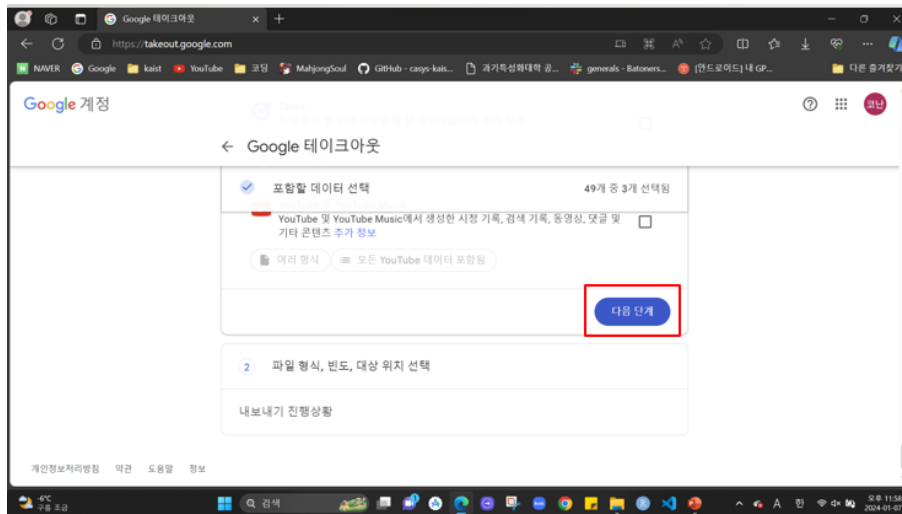 Google 테이크아웃
https://takeout.google.com
NAVER Google kaist YouTube 코딩 MahjongSoul GitHub - casys-kais... 과기특성화대학 공... generals - Batoners... [안드로이드] 내 GP... 다른 즐겨찾기
Google 계정
코난
Google 테이크아웃
포함할 데이터 선택 49개 중 3개 선택됨
YouTube 및 YouTube Music에서 생성한 시청 기록, 검색 기록, 동영상, 댓글 및
기타 콘텐츠 추가 정보
여러 형식 모든 YouTube 데이터 포함됨
다음 단계
2 파일 형식, 빈도, 대상 위치 선택
내보내기 진행상황
개인정보처리방침 약관 도움말 정보
-6°C
구름 조금
검색
A 한
오후 11:58
2024-01-07